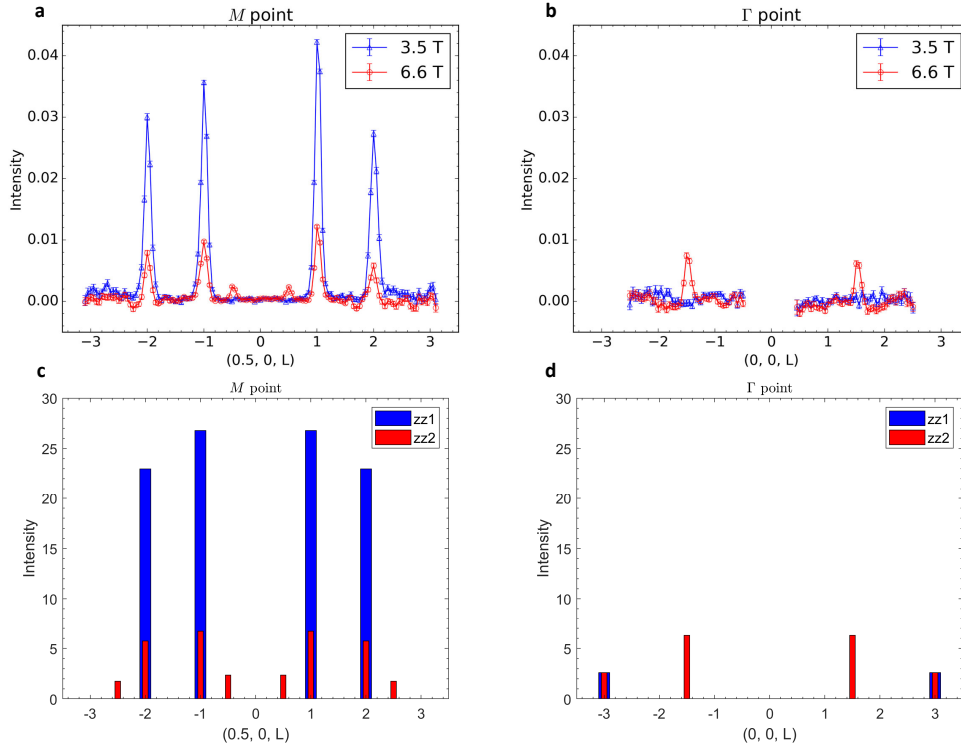 a
M point
0.04
0.03
0.02
0.01
0.00
Intensity
3.5 T
6.6 T
−3 −2 −1 0 1 2 3
(0.5, 0, L)
b
Γ point
0.04
0.03
0.02
0.01
0.00
Intensity
3.5 T
6.6 T
−3 −2 −1 0 1 2 3
(0, 0, L)
c
M point
30
25
20
15
10
5
0
Intensity
zz1
zz2
-3 -2 -1 0 1 2 3
(0.5, 0, L)
d
Γ point
30
25
20
15
10
5
0
Intensity
zz1
zz2
-3 -2 -1 0 1 2 3
(0, 0, L)